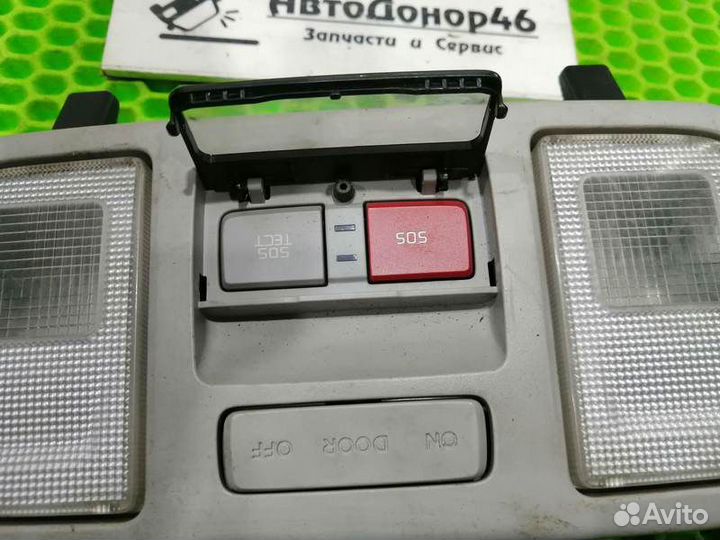 АвтоДонор46
Запчасти и Сервис
SOS
ТЕСТ
SOS
ON DOOR OFF
Avito